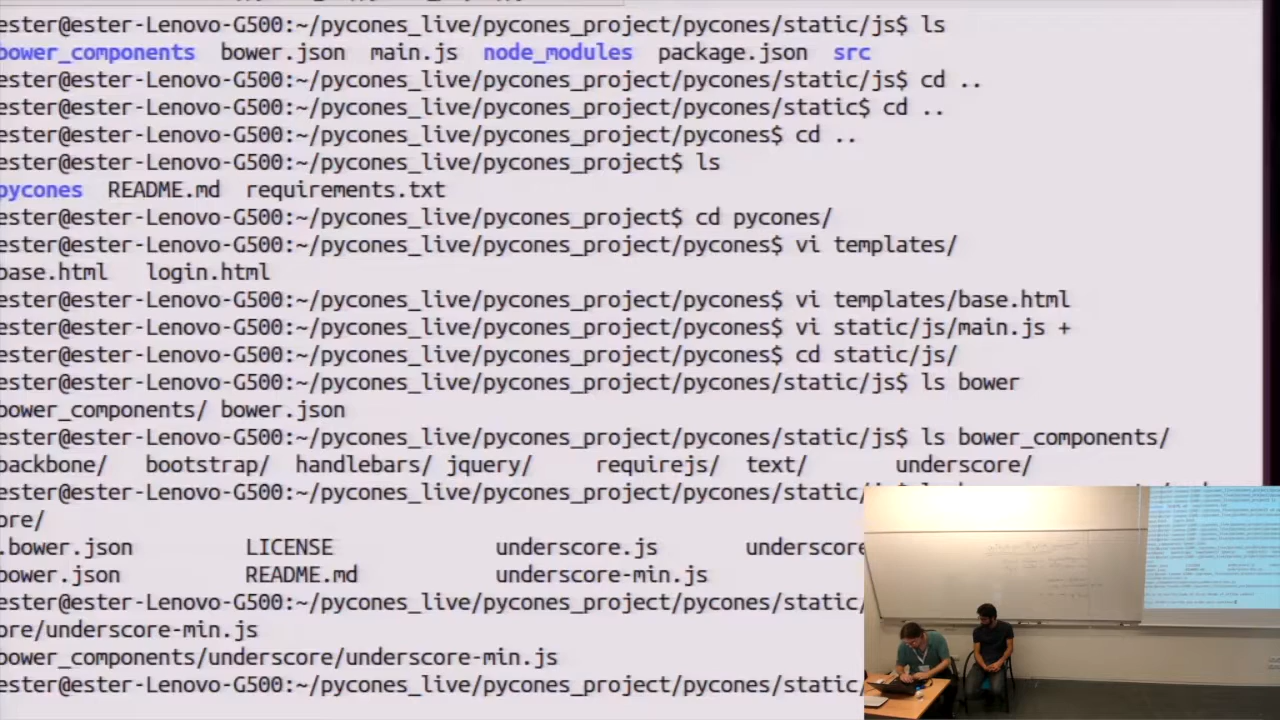 ester@ester-Lenovo-G500:~/pycones_live/pycones_project/pycones/static/js$ ls
bower_components bower.json main.js node_modules package.json src
ester@ester-Lenovo-G500:~/pycones_live/pycones_project/pycones/static/js$ cd ..
ester@ester-Lenovo-G500:~/pycones_live/pycones_project/pycones/static$ cd ..
ester@ester-Lenovo-G500:~/pycones_live/pycones_project/pycones$ cd ..
ester@ester-Lenovo-G500:~/pycones_live/pycones_project$ ls
pycones README.md requirements.txt
ester@ester-Lenovo-G500:~/pycones_live/pycones_project$ cd pycones/
ester@ester-Lenovo-G500:~/pycones_live/pycones_project/pycones$ vi templates/
base.html login.html
ester@ester-Lenovo-G500:~/pycones_live/pycones_project/pycones$ vi templates/base.html
ester@ester-Lenovo-G500:~/pycones_live/pycones_project/pycones$ vi static/js/main.js +
ester@ester-Lenovo-G500:~/pycones_live/pycones_project/pycones$ cd static/js/
ester@ester-Lenovo-G500:~/pycones_live/pycones_project/pycones/static/js$ ls bower
bower_components/ bower.json
ester@ester-Lenovo-G500:~/pycones_live/pycones_project/pycones/static/js$ ls bower_components/
backbone/ bootstrap/ handlebars/ jquery/ requirejs/ text/ underscore/
ester@ester-Lenovo-G500:~/pycones_live/pycones_project/pycones/static/
ore/
.bower.json LICENSE underscore.js underscore
bower.json README.md underscore-min.js
ester@ester-Lenovo-G500:~/pycones_live/pycones_project/pycones/static/
ore/underscore-min.js
bower_components/underscore/underscore-min.js
ester@ester-Lenovo-G500:~/pycones_live/pycones_project/pycones/static/